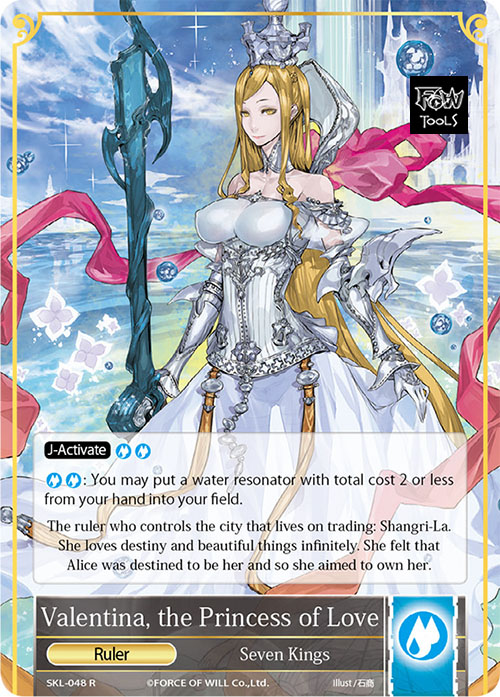 FOW
TOOLS
J-Activate
: You may put a water resonator with total cost 2 or less
from your hand into your field.
The ruler who controls the city that lives on trading: Shangri-La.
She loves destiny and beautiful things infinitely. She felt that
Alice was destined to be her and so she aimed to own her.
Valentina, the Princess of Love
Ruler
Seven Kings
SKL-048 R
©FORCE OF WILL Co.,Ltd.
Illust/石商